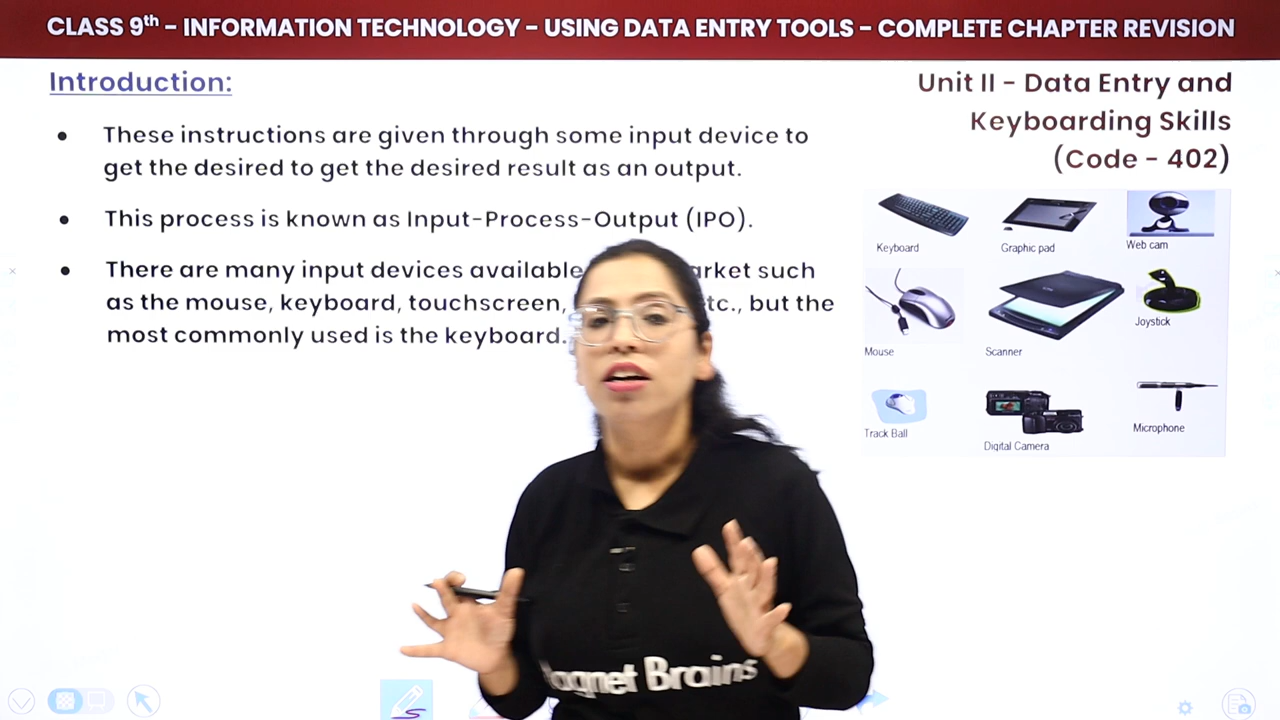 CLASS 9th - INFORMATION TECHNOLOGY - USING DATA ENTRY TOOLS - COMPLETE CHAPTER REVISION
Introduction:
These instructions are given through some input device to
get the desired to get the desired result as an output.
This process is known as Input-Process-Output (IPO).
There are many input devices available such
as the mouse, keyboard, touchscreen, but the
most commonly used is the keyboard.
Unit II - Data Entry and
Keyboarding Skills
(Code - 402)
Keyboard
Graphic pad
Web cam
Mouse
Scanner
Joystick
Track Ball
Digital Camera
Microphone
Magnet Brains